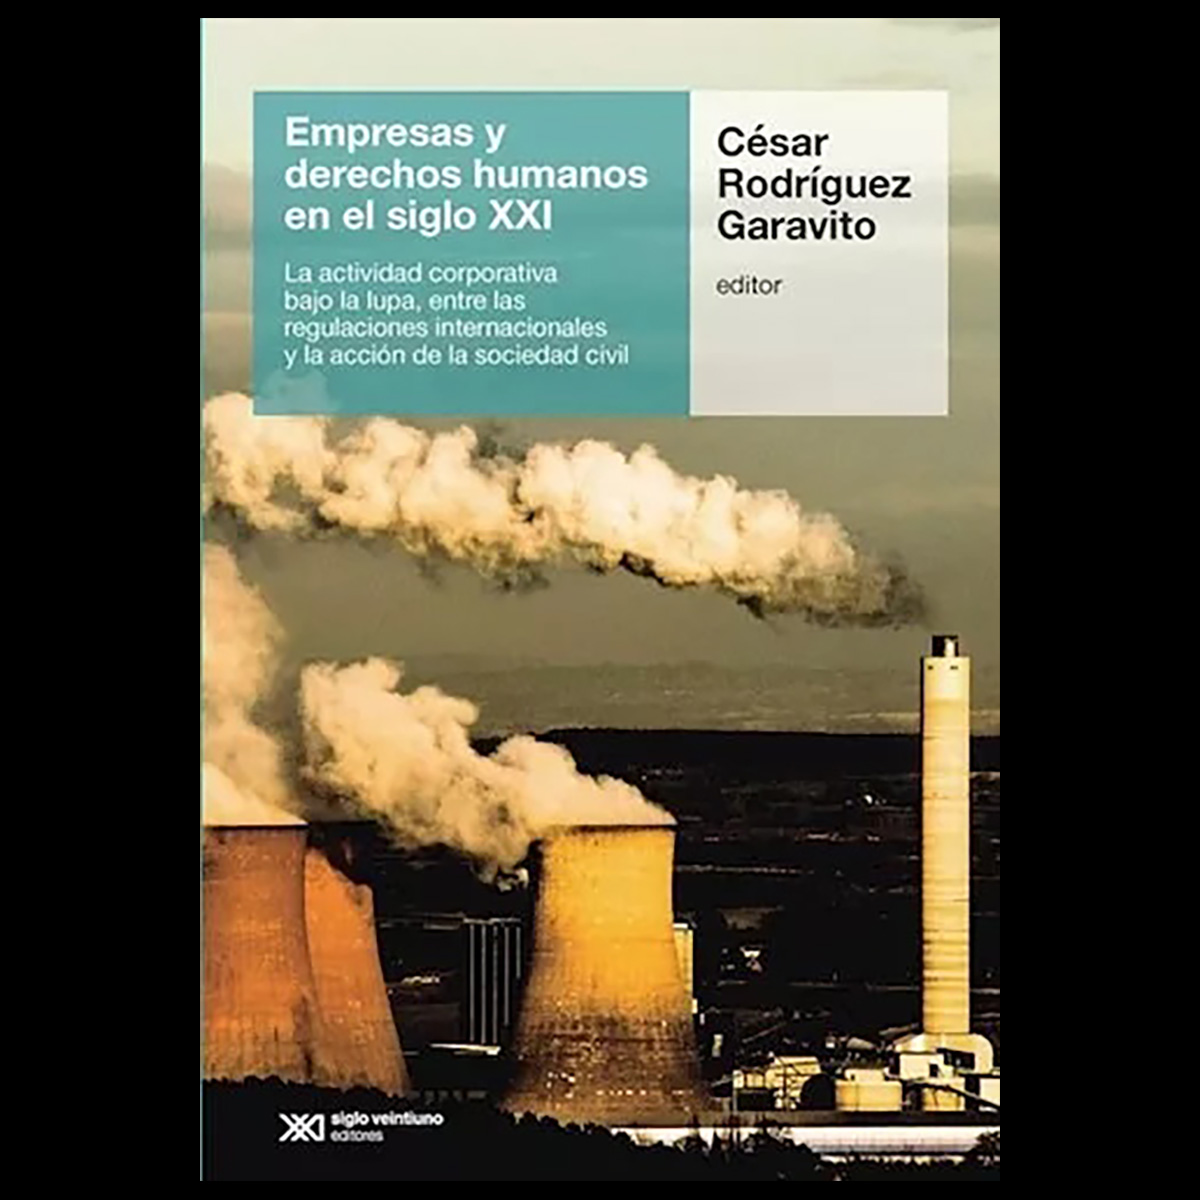 Empresas y
derechos humanos
en el siglo XXI
La actividad corporativa
bajo la lupa, entre las
regulaciones internacionales
y la acción de la sociedad civil
César
Rodríguez
Garavito
editor
XXI siglo veintiuno
editores